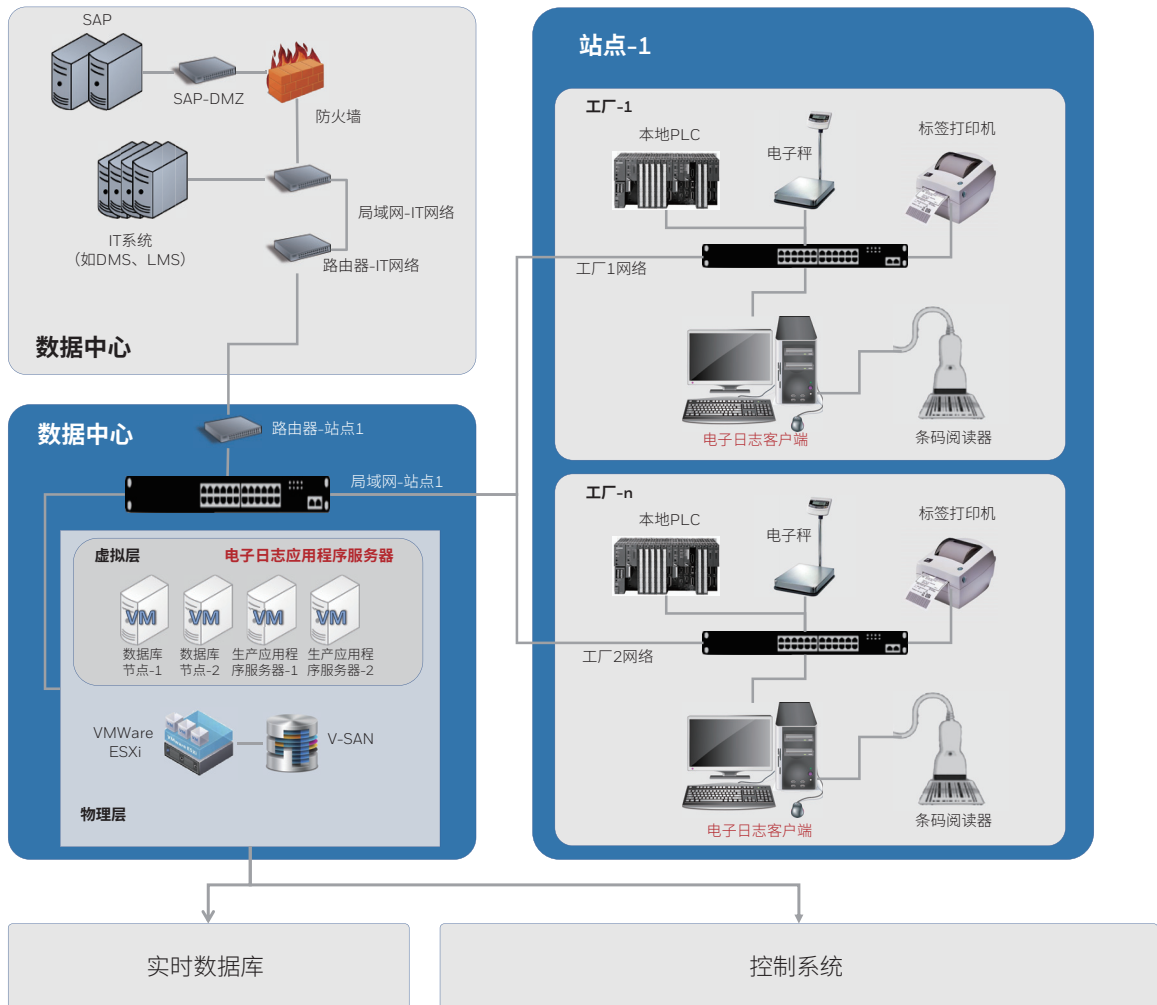 SAP
SAP-DMZ
防火墙
局域网-IT网络
IT系统
（如DMS、LMS）
路由器-IT网络
数据中心
数据中心
路由器-站点1
局域网-站点1
虚拟层
电子日志应用程序服务器
VM
VM
VM
VM
数据库
节点-1
数据库
节点-2
生产应用程
序服务器-1
生产应用程
序服务器-2
VMWare
ESXi
V-SAN
物理层
站点-1
工厂-1
本地PLC
电子秤
标签打印机
工厂1网络
电子日志客户端
条码阅读器
工厂-n
本地PLC
电子秤
标签打印机
工厂2网络
电子日志客户端
条码阅读器
实时数据库
控制系统